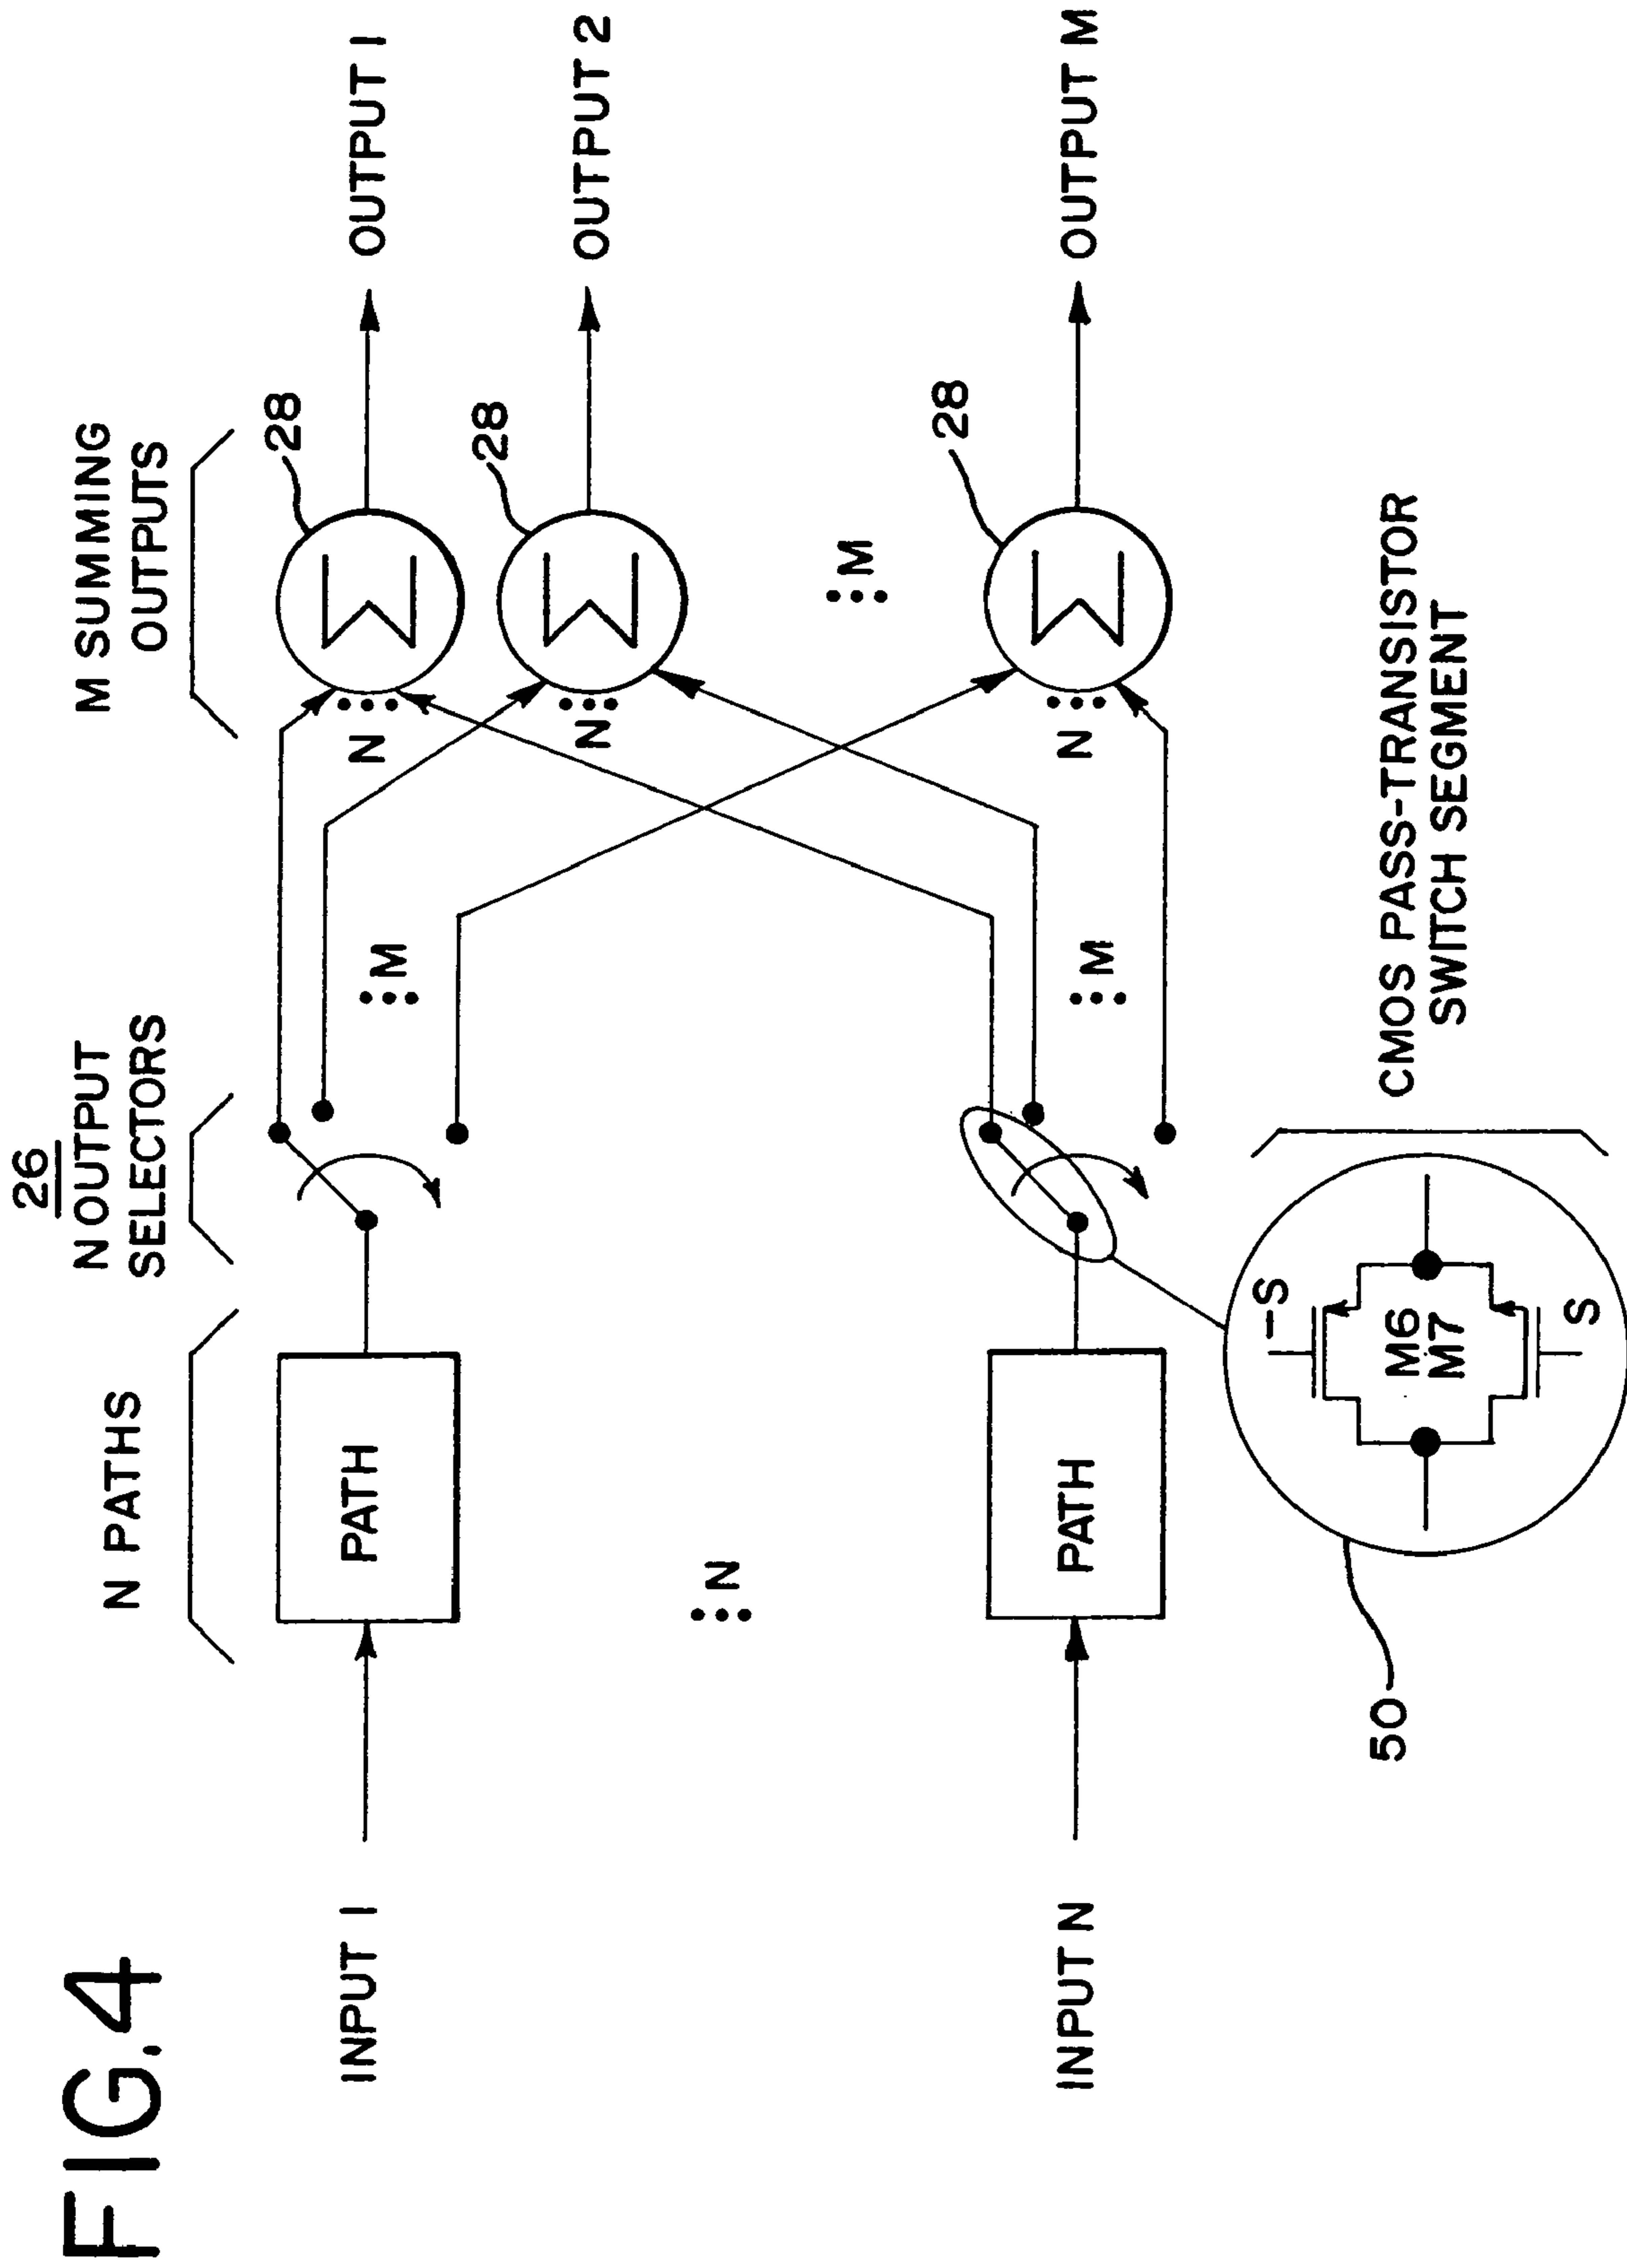 FIG.4
26
N PATHS
N OUTPUT
SELECTORS
M SUMMING
OUTPUTS
28
INPUT 1
PATH
N
Σ
OUTPUT 1
28
M
N
Σ
OUTPUT 2
N
M
28
INPUT N
PATH
M
N
Σ
OUTPUT M
50
-S
M6
M7
S
CMOS PASS-TRANSISTOR
SWITCH SEGMENT